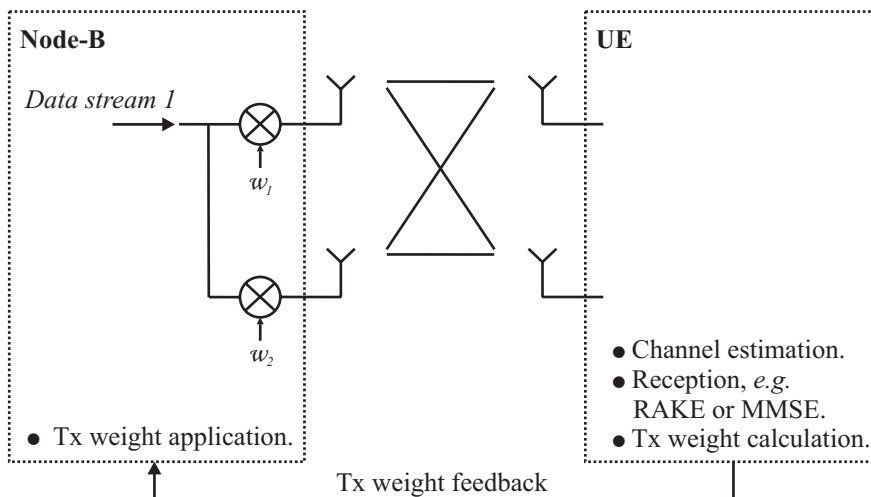 Node-B
UE
Data stream 1
w1
w2
● Channel estimation.
● Reception, e.g.
RAKE or MMSE.
● Tx weight calculation.
● Tx weight application.
Tx weight feedback